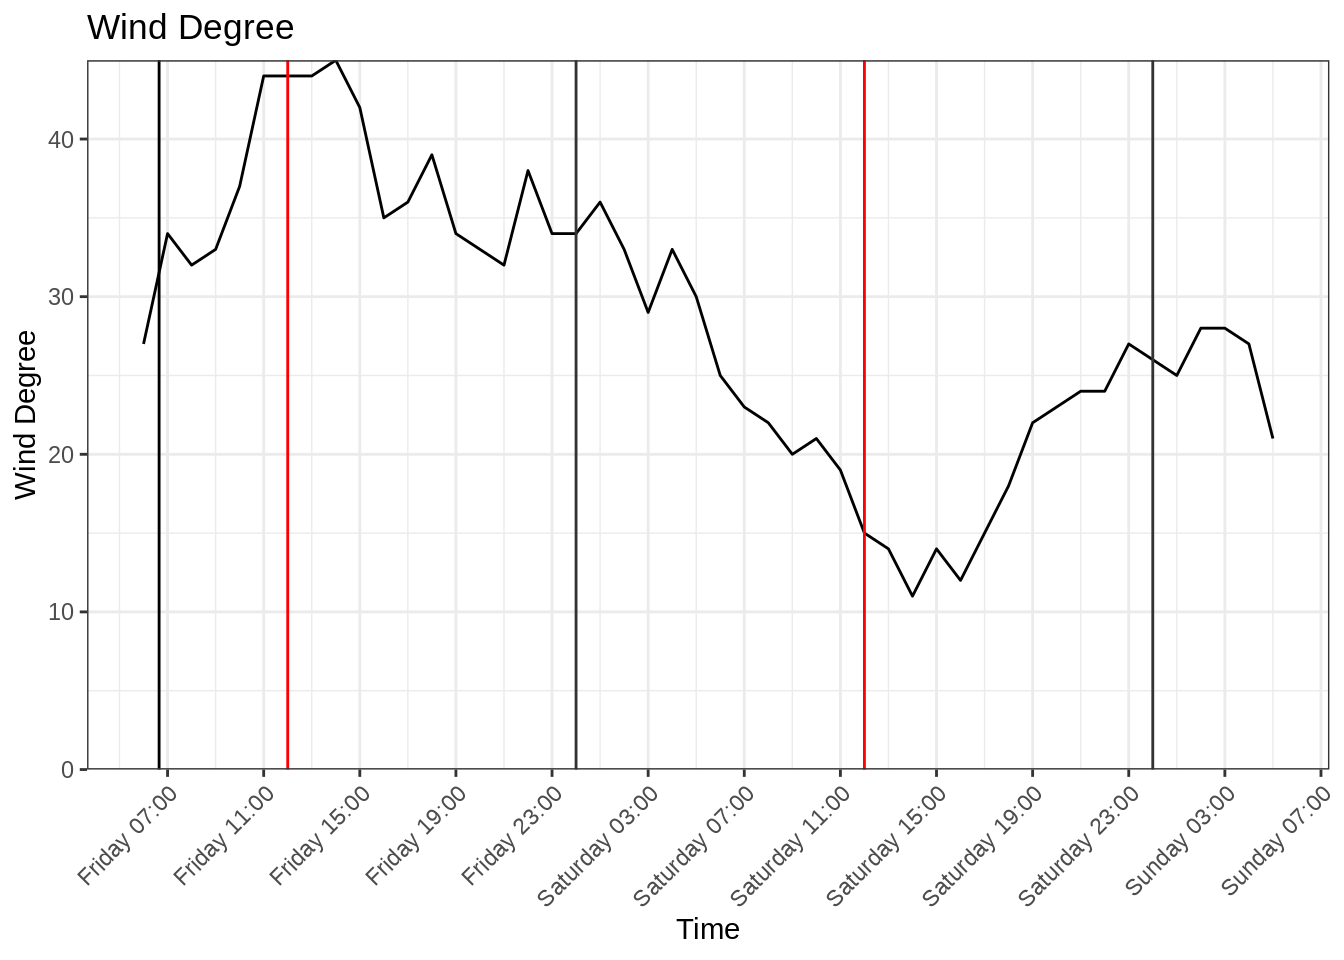 Wind Degree
Wind Degree
40
30
20
10
0
Friday 07:00
Friday 11:00
Friday 15:00
Friday 19:00
Friday 23:00
Saturday 03:00
Saturday 07:00
Saturday 11:00
Saturday 15:00
Saturday 19:00
Saturday 23:00
Sunday 03:00
Sunday 07:00
Time